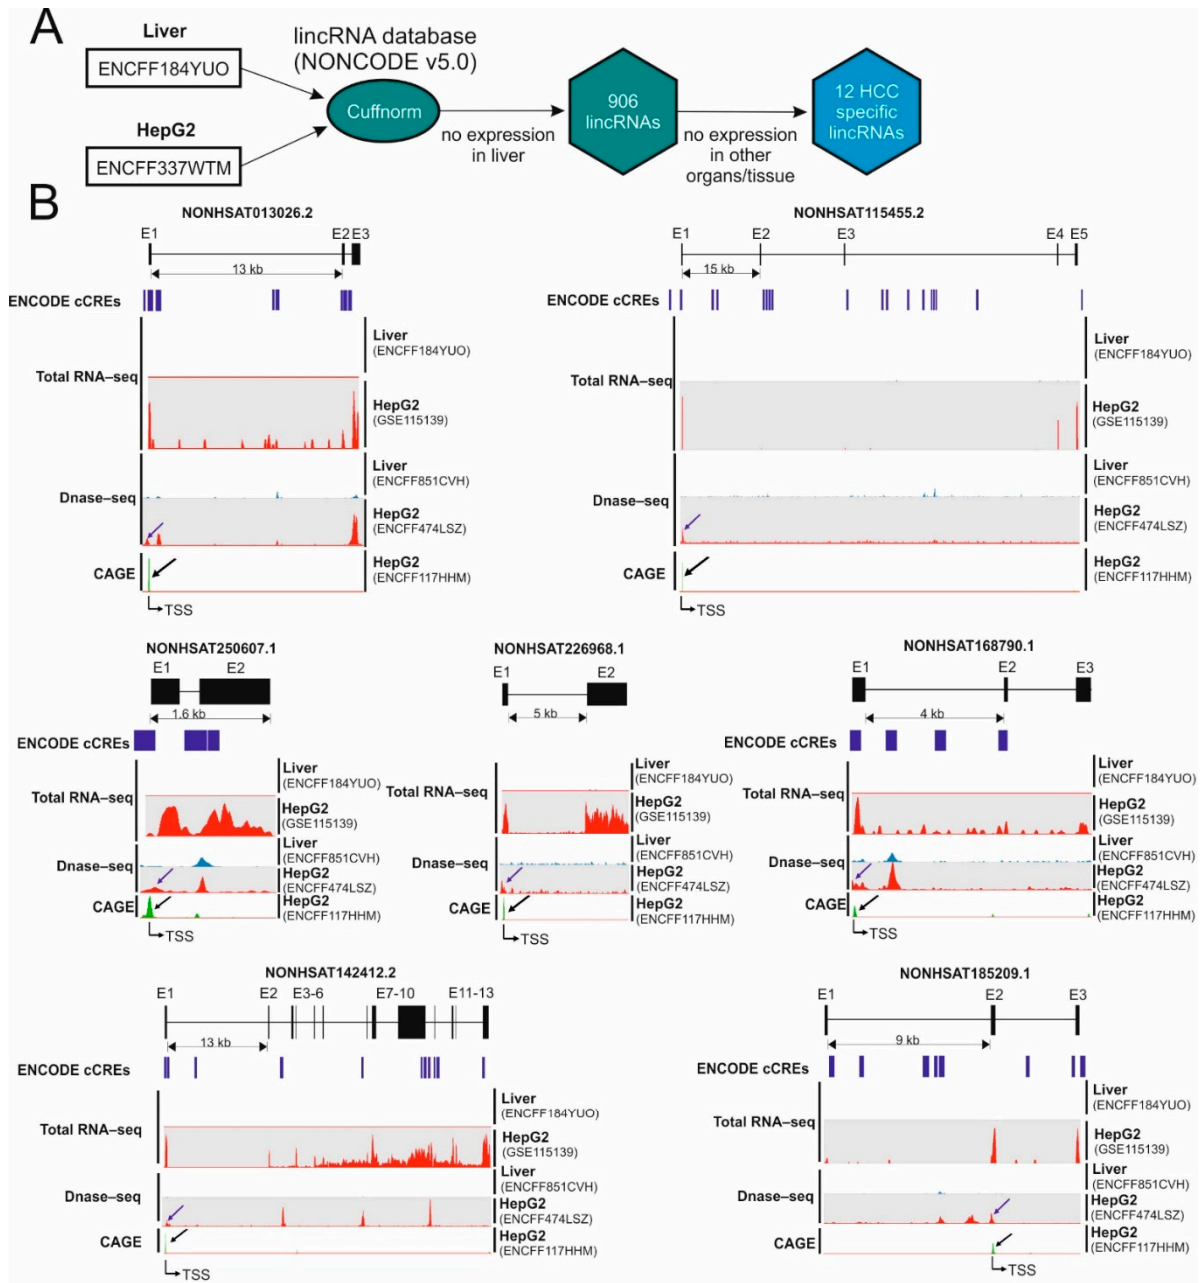 A
Liver
ENCFF184YUO
HepG2
ENCFF337WTM
lincRNA database
(NONCODE v5.0)
Cuffnorm
no expression
in liver
906
lincRNAs
no expression
in other
organs/tissue
12 HCC
specific
lincRNAs
B
NONHSAT013026.2
E1 E2 E3
13 kb
ENCODE cCREs
Total RNA–seq
Liver
(ENCFF184YUO)
HepG2
(GSE115139)
Dnase–seq
Liver
(ENCFF851CVH)
HepG2
(ENCFF474LSZ)
CAGE
HepG2
(ENCFF117HHM)
TSS
NONHSAT115455.2
E1 E2 E3 E4 E5
15 kb
ENCODE cCREs
Total RNA–seq
Liver
(ENCFF184YUO)
HepG2
(GSE115139)
Dnase–seq
Liver
(ENCFF851CVH)
HepG2
(ENCFF474LSZ)
CAGE
HepG2
(ENCFF117HHM)
TSS
NONHSAT250607.1
E1 E2
1.6 kb
ENCODE cCREs
Total RNA–seq
Liver
(ENCFF184YUO)
HepG2
(GSE115139)
Dnase–seq
Liver
(ENCFF851CVH)
HepG2
(ENCFF474LSZ)
CAGE
HepG2
(ENCFF117HHM)
TSS
NONHSAT226968.1
E1 E2
5 kb
Total RNA–seq
Liver
(ENCFF184YUO)
HepG2
(GSE115139)
Dnase–seq
Liver
(ENCFF851CVH)
HepG2
(ENCFF474LSZ)
CAGE
HepG2
(ENCFF117HHM)
TSS
NONHSAT168790.1
E1 E2 E3
4 kb
ENCODE cCREs
Total RNA–seq
Liver
(ENCFF184YUO)
HepG2
(GSE115139)
Dnase–seq
Liver
(ENCFF851CVH)
HepG2
(ENCFF474LSZ)
CAGE
HepG2
(ENCFF117HHM)
TSS
NONHSAT142412.2
E1 E2 E3-6 E7-10 E11-13
13 kb
ENCODE cCREs
Total RNA–seq
Liver
(ENCFF184YUO)
HepG2
(GSE115139)
Dnase–seq
Liver
(ENCFF851CVH)
HepG2
(ENCFF474LSZ)
CAGE
HepG2
(ENCFF117HHM)
TSS
NONHSAT185209.1
E1 E2 E3
9 kb
ENCODE cCREs
Total RNA–seq
Liver
(ENCFF184YUO)
HepG2
(GSE115139)
Dnase–seq
Liver
(ENCFF851CVH)
HepG2
(ENCFF474LSZ)
CAGE
HepG2
(ENCFF117HHM)
TSS